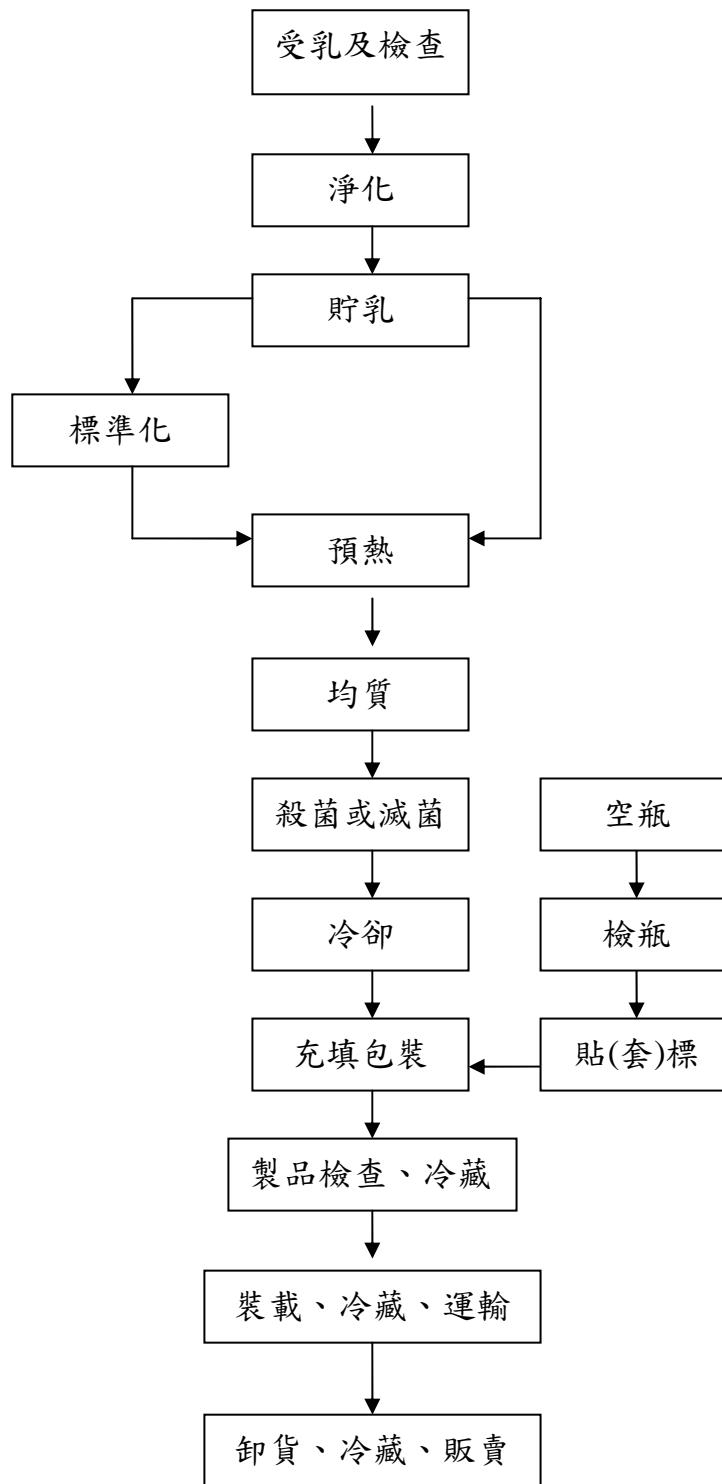 受乳及檢查
淨化
貯乳
標準化
預熱
均質
殺菌或滅菌
空瓶
冷卻
檢瓶
充填包裝
貼(套)標
製品檢查、冷藏
裝載、冷藏、運輸
卸貨、冷藏、販賣